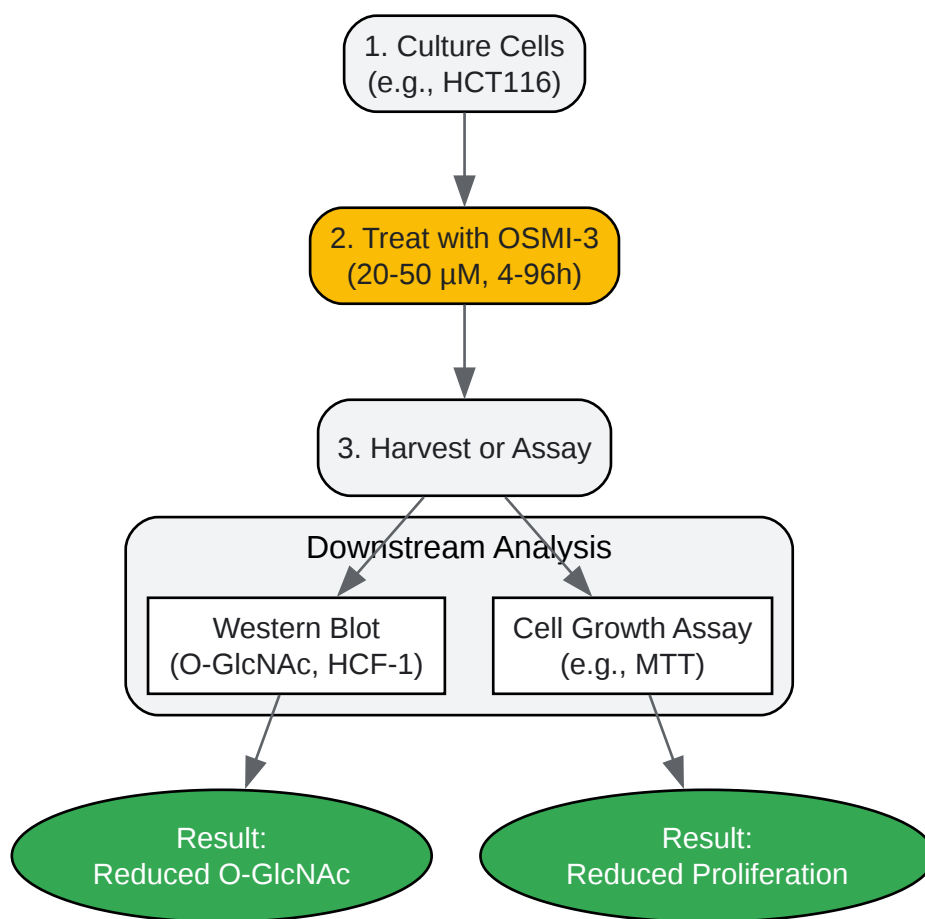 1. Culture Cells
(e.g., HCT116)
2. Treat with OSMI-3
(20-50 µM, 4-96h)
3. Harvest or Assay
Downstream Analysis
Western Blot
(O-GlcNAc, HCF-1)
Cell Growth Assay
(e.g., MTT)
Result:
Reduced O-GlcNAc
Result:
Reduced Proliferation